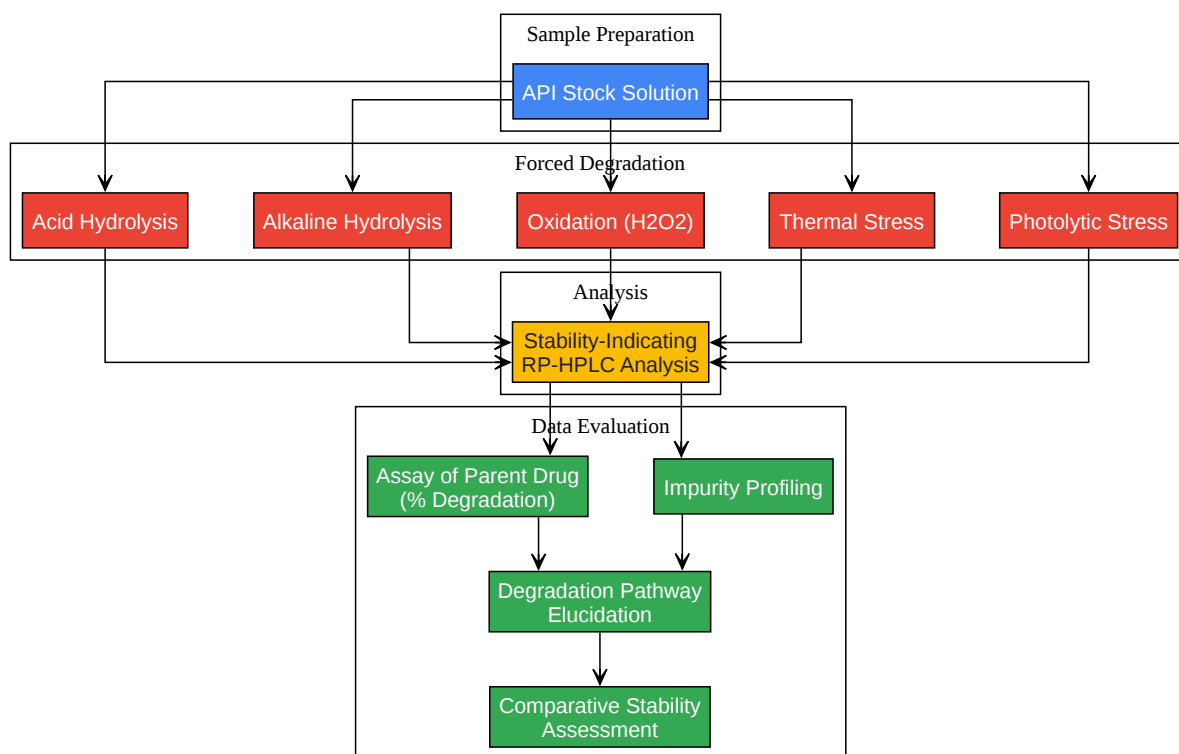 Sample Preparation
API Stock Solution
Forced Degradation
Acid Hydrolysis
Alkaline Hydrolysis
Oxidation (H2O2)
Thermal Stress
Photolytic Stress
Analysis
Stability-Indicating
RP-HPLC Analysis
Data Evaluation
Assay of Parent Drug
(% Degradation)
Impurity Profiling
Degradation Pathway
Elucidation
Comparative Stability
Assessment